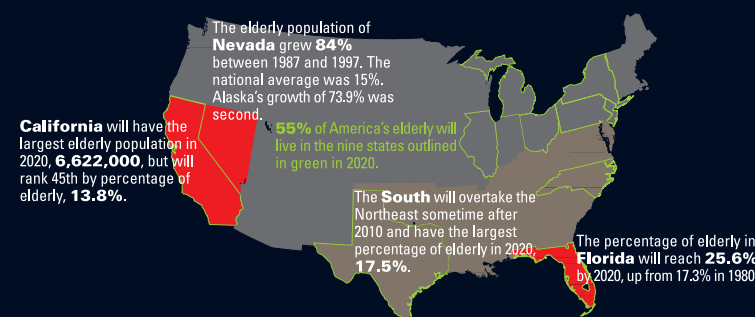 The elderly population of
Nevada grew 84%
between 1987 and 1997. The
national average was 15%.
Alaska's growth of 73.9% was
second.
California will have the
largest elderly population in
2020, 6,622,000, but will
rank 45th by percentage of
elderly, 13.8%.
55% of America's elderly will
live in the nine states outlined
in green in 2020.
The South will overtake the
Northeast sometime after
2010 and have the largest
percentage of elderly in 2020,
17.5%.
The percentage of elderly in
Florida will reach 25.6%
by 2020, up from 17.3% in 1980